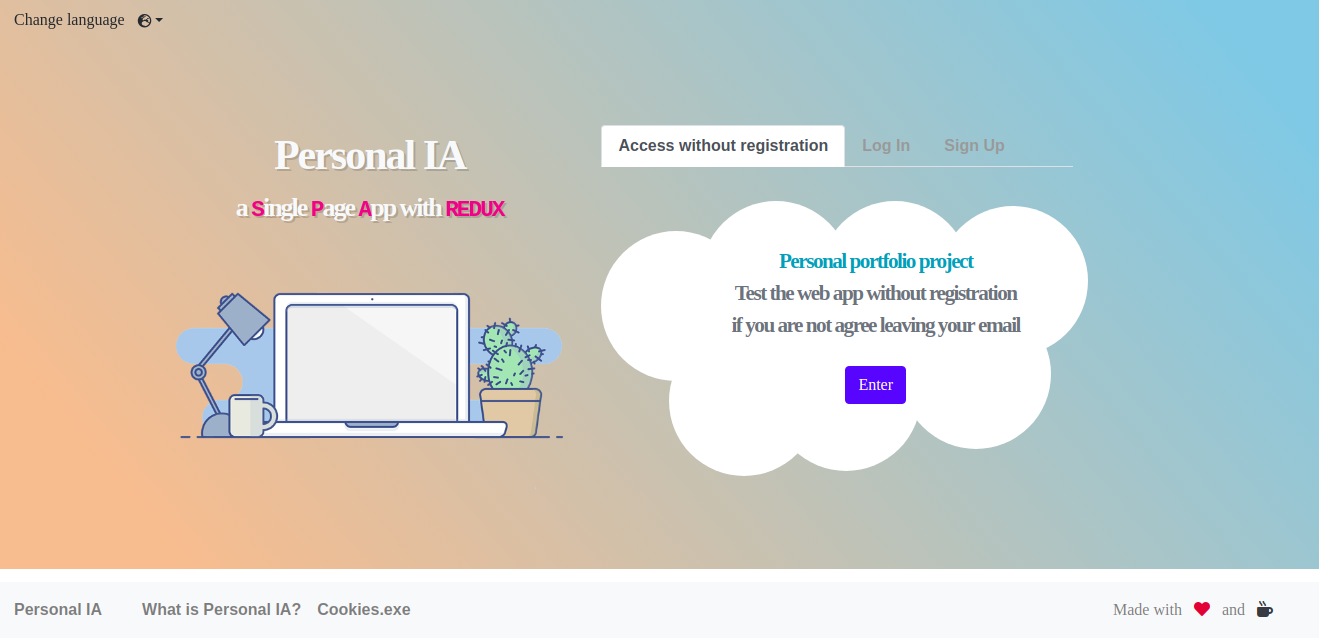 Change language
Personal IA
a Single Page App with REDUX
Access without registration
Log In
Sign Up
Personal portfolio project
Test the web app without registration
if you are not agree leaving your email
Enter
Personal IA
What is Personal IA?
Cookies.exe
Made with and